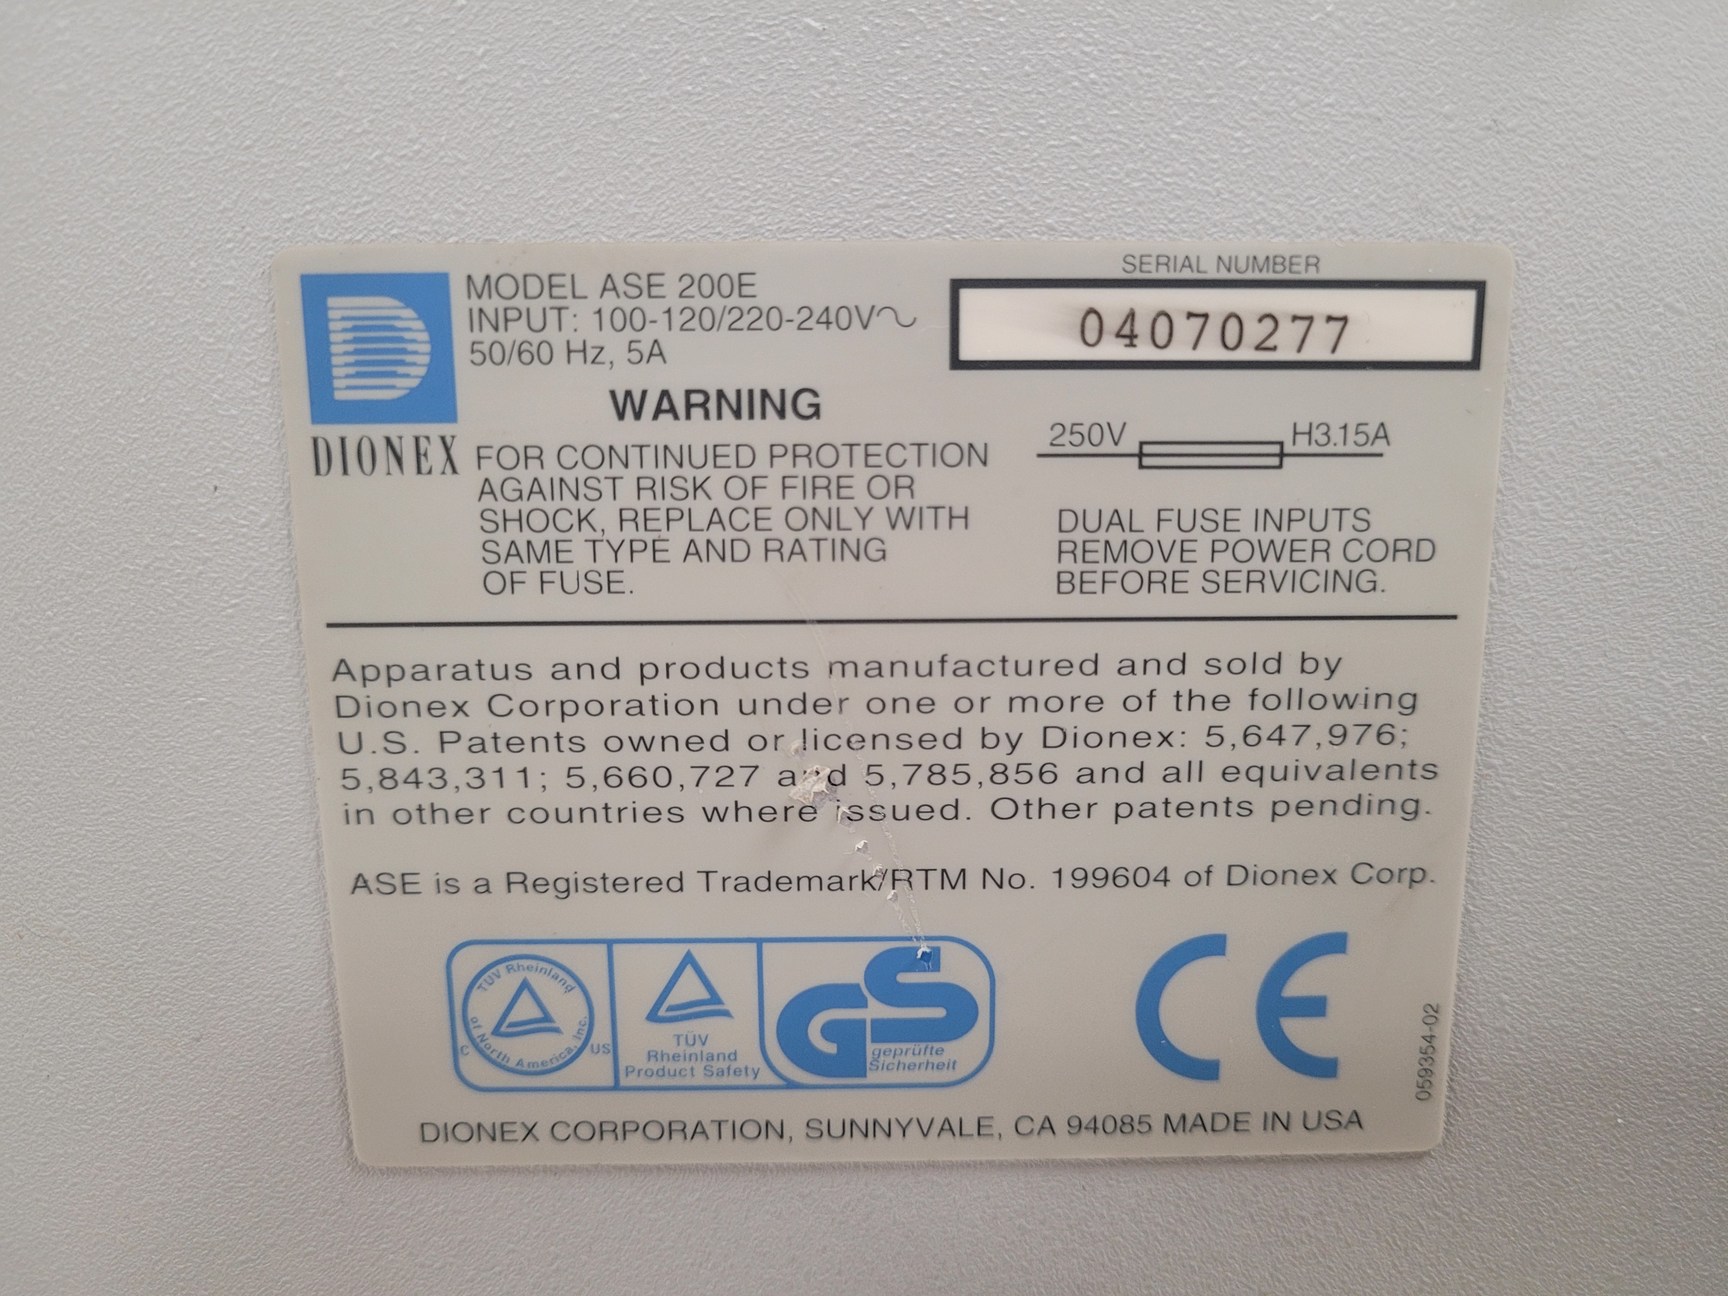 MODEL ASE 200E
INPUT: 100-120/220-240V~
50/60 Hz, 5A
SERIAL NUMBER
04070277
DIONEX
WARNING
FOR CONTINUED PROTECTION
AGAINST RISK OF FIRE OR
SHOCK, REPLACE ONLY WITH
SAME TYPE AND RATING
OF FUSE.
250V H3.15A
DUAL FUSE INPUTS
REMOVE POWER CORD
BEFORE SERVICING.
Apparatus and products manufactured and sold by
Dionex Corporation under one or more of the following
U.S. Patents owned or licensed by Dionex: 5,647,976;
5,843,311; 5,660,727 and 5,785,856 and all equivalents
in other countries where issued. Other patents pending.
ASE is a Registered Trademark/RTM No. 199604 of Dionex Corp.
TÜV Rheinland
of North America, Inc.
C US
TÜV
Rheinland
Product Safety
GS
geprüfte
Sicherheit
CE
059354-02
DIONEX CORPORATION, SUNNYVALE, CA 94085 MADE IN USA